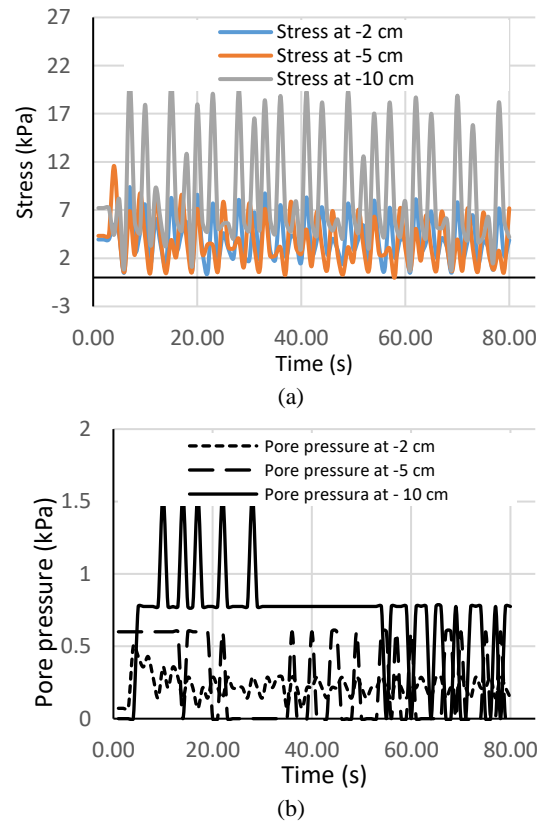 27
22
17
12
7
2
-3
Stress (kPa)
Stress at -2 cm
Stress at -5 cm
Stress at -10 cm
0.00 20.00 40.00 60.00 80.00
Time (s)
(a)
2
1.5
1
0.5
0
Pore pressure (kPa)
Pore pressure at -2 cm
Pore pressure at -5 cm
Pore pressura at - 10 cm
0.00 20.00 40.00 60.00 80.00
Time (s)
(b)